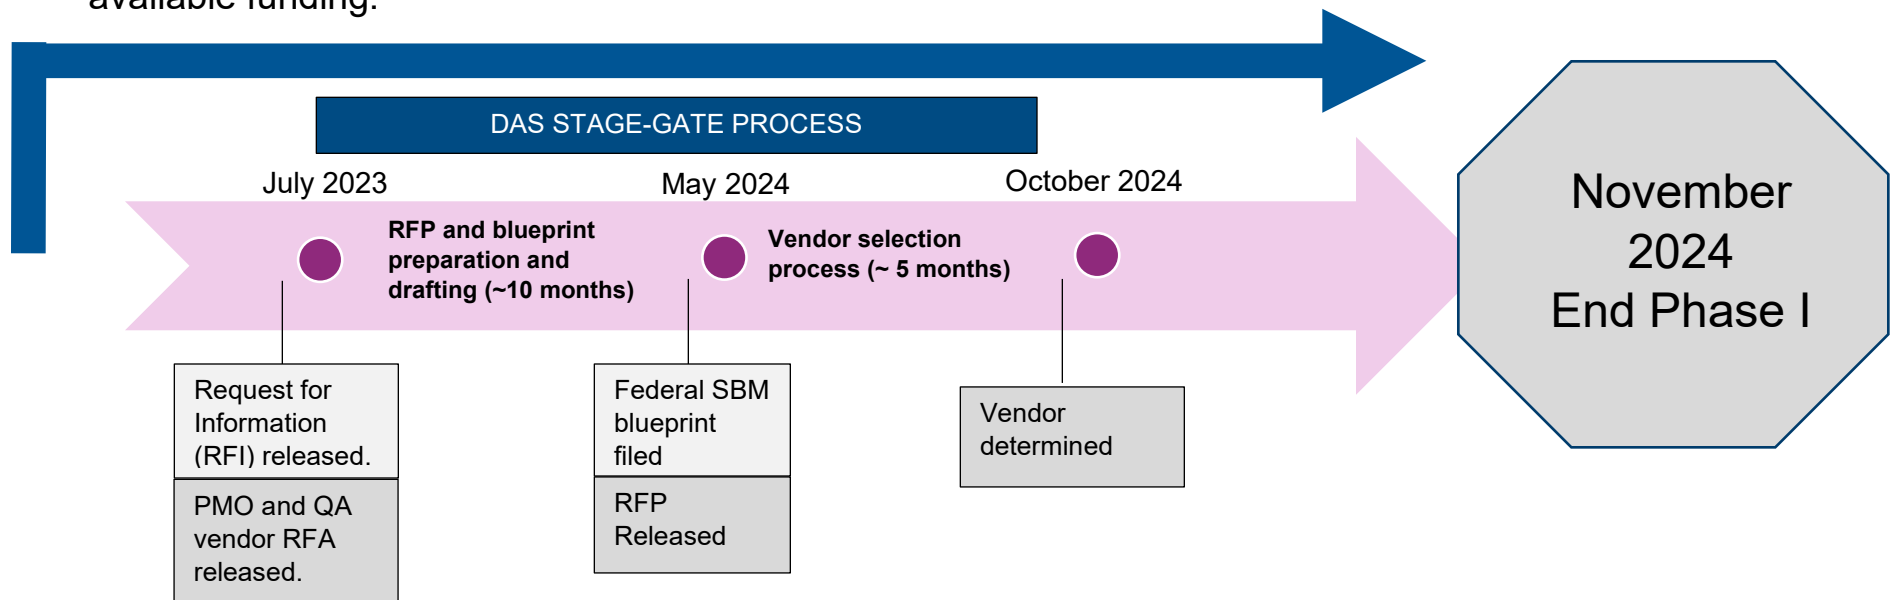 available funding.
DAS STAGE-GATE PROCESS
July 2023
May 2024
October 2024
RFP and blueprint
preparation and
drafting (~10 months)
Vendor selection
process (~ 5 months)
November
2024
End Phase I
Request for
Information
(RFI) released.
PMO and QA
vendor RFA
released.
Federal SBM
blueprint
filed
RFP
Released
Vendor
determined